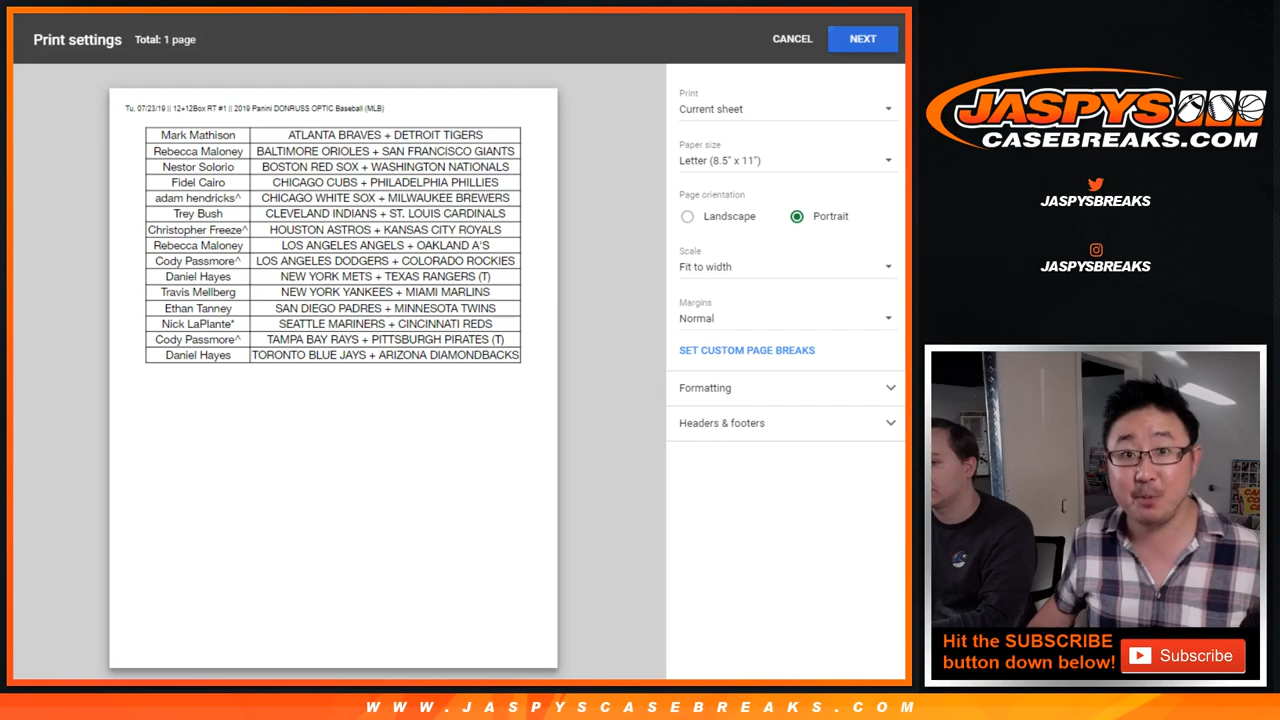 Print settings Total: 1 page CANCEL NEXT
Tu, 07/23/19 || 12+12Box RT #1 || 2019 Panini DONRUSS OPTIC Baseball (MLB)
Mark Mathison ATLANTA BRAVES + DETROIT TIGERS
Rebecca Maloney BALTIMORE ORIOLES + SAN FRANCISCO GIANTS
Nestor Solorio BOSTON RED SOX + WASHINGTON NATIONALS
Fidel Cairo CHICAGO CUBS + PHILADELPHIA PHILLIES
adam hendricks^ CHICAGO WHITE SOX + MILWAUKEE BREWERS
Trey Bush CLEVELAND INDIANS + ST. LOUIS CARDINALS
Christopher Freeze^ HOUSTON ASTROS + KANSAS CITY ROYALS
Rebecca Maloney LOS ANGELES ANGELS + OAKLAND A'S
Cody Passmore^ LOS ANGELES DODGERS + COLORADO ROCKIES
Daniel Hayes NEW YORK METS + TEXAS RANGERS (T)
Travis Mellberg NEW YORK YANKEES + MIAMI MARLINS
Ethan Tanney SAN DIEGO PADRES + MINNESOTA TWINS
Nick LaPlante* SEATTLE MARINERS + CINCINNATI REDS
Cody Passmore^ TAMPA BAY RAYS + PITTSBURGH PIRATES (T)
Daniel Hayes TORONTO BLUE JAYS + ARIZONA DIAMONDBACKS
Print
Current sheet
Paper size
Letter (8.5" x 11")
Page orientation
Landscape Portrait
Scale
Fit to width
Margins
Normal
SET CUSTOM PAGE BREAKS
Formatting
Headers & footers
JASPYS
CASEBREAKS.COM
JASPYSBREAKS
JASPYSBREAKS
Hit the SUBSCRIBE
button down below!
Subscribe
WWW.JASPYSCASEBREAKS.COM